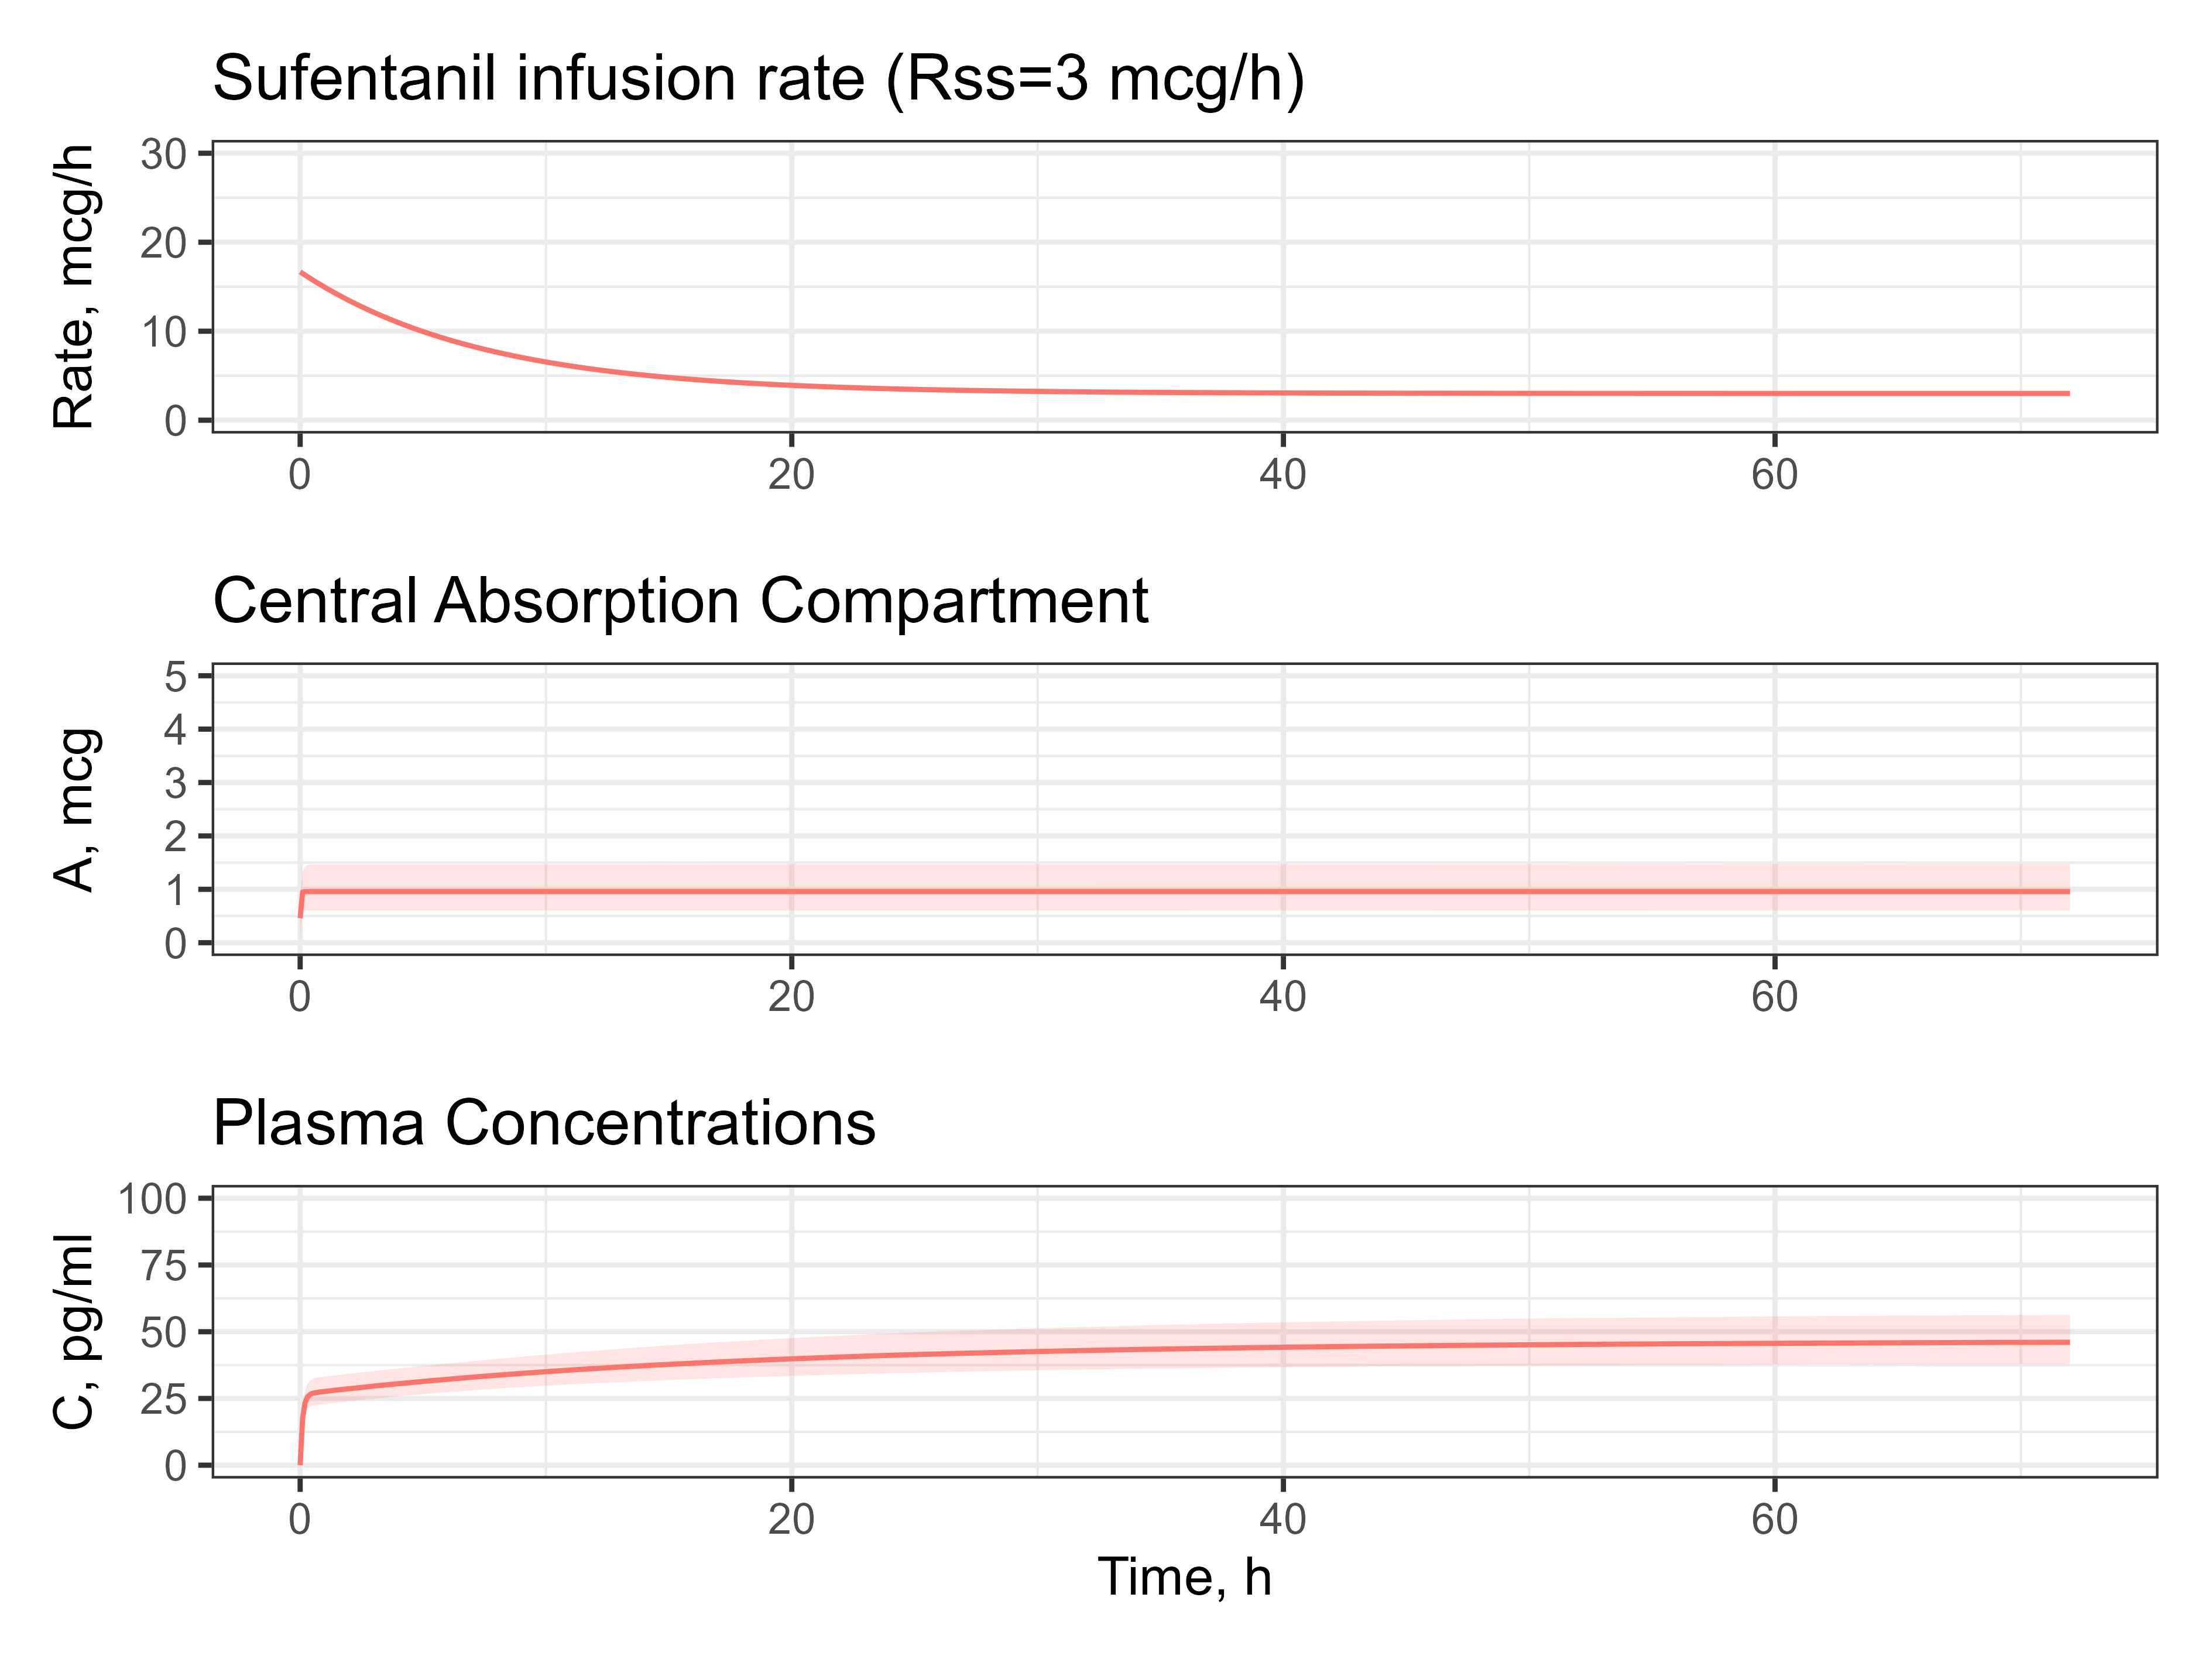 Sufentanil infusion rate (Rss=3 mcg/h)
Rate, mcg/h
30
20
10
0
0 20 40 60
Central Absorption Compartment
A, mcg
5
4
3
2
1
0
0 20 40 60
Plasma Concentrations
C, pg/ml
100
75
50
25
0
0 20 40 60
Time, h